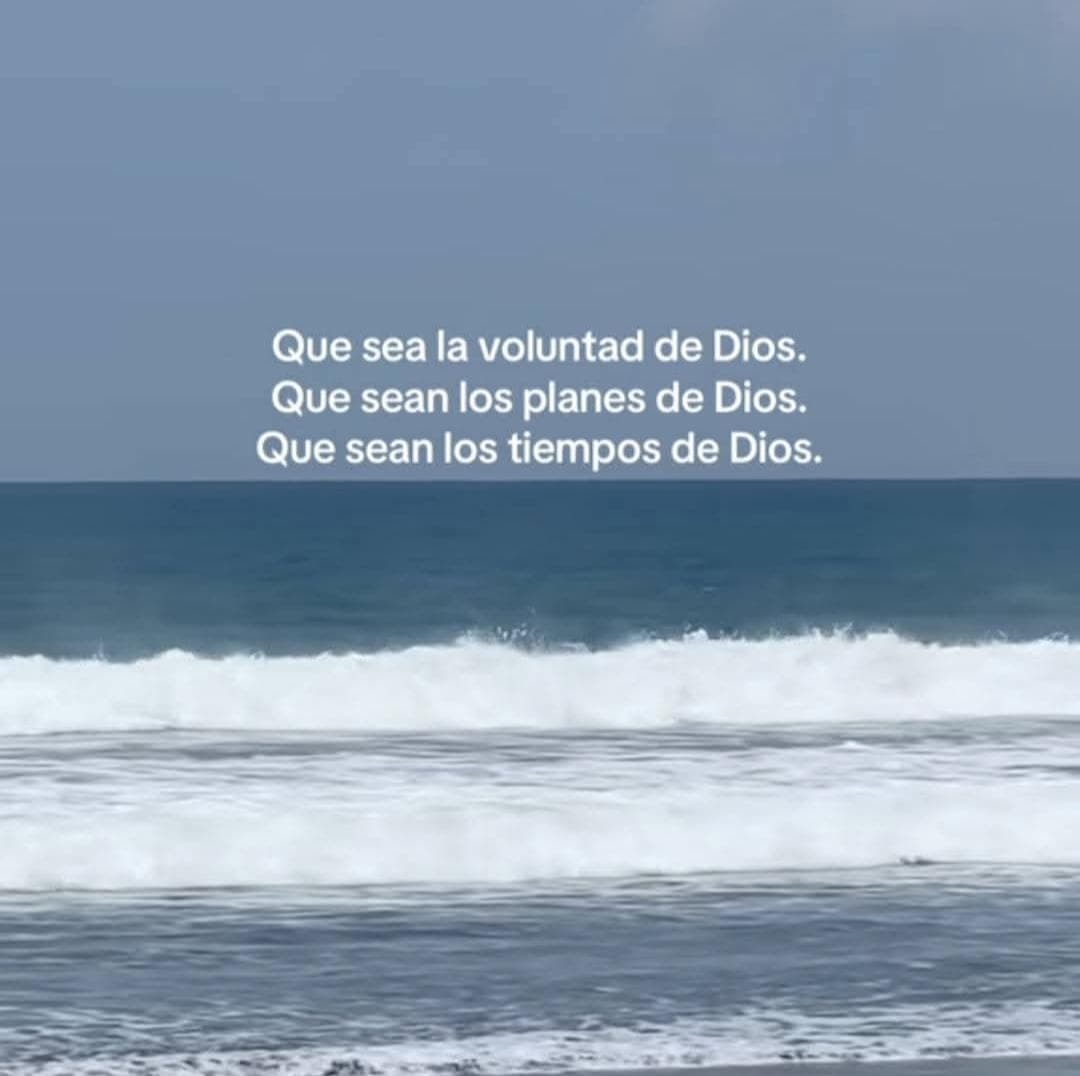 Que sea la voluntad de Dios.
Que sean los planes de Dios.
Que sean los tiempos de Dios.